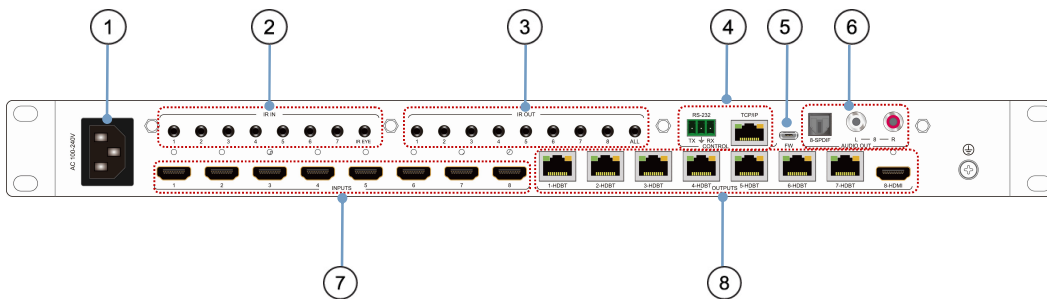 1 2 3 4 5 6
AC 100-240V
IR IN
1 2 3 4 5 6 7 IR EYE
IR OUT
1 2 3 4 5 6 7 8 ALL
RS-232 TCP/IP
TX RX
CONTROL
FW
8-SPDIF L 8 R
AUDIO OUT
1 2 3 4 5 6 7 8
INPUTS
1-HDBT 2-HDBT 3-HDBT 4-HDBT 5-HDBT 6-HDBT 7-HDBT 8-HDMI
OUTPUTS
7 8